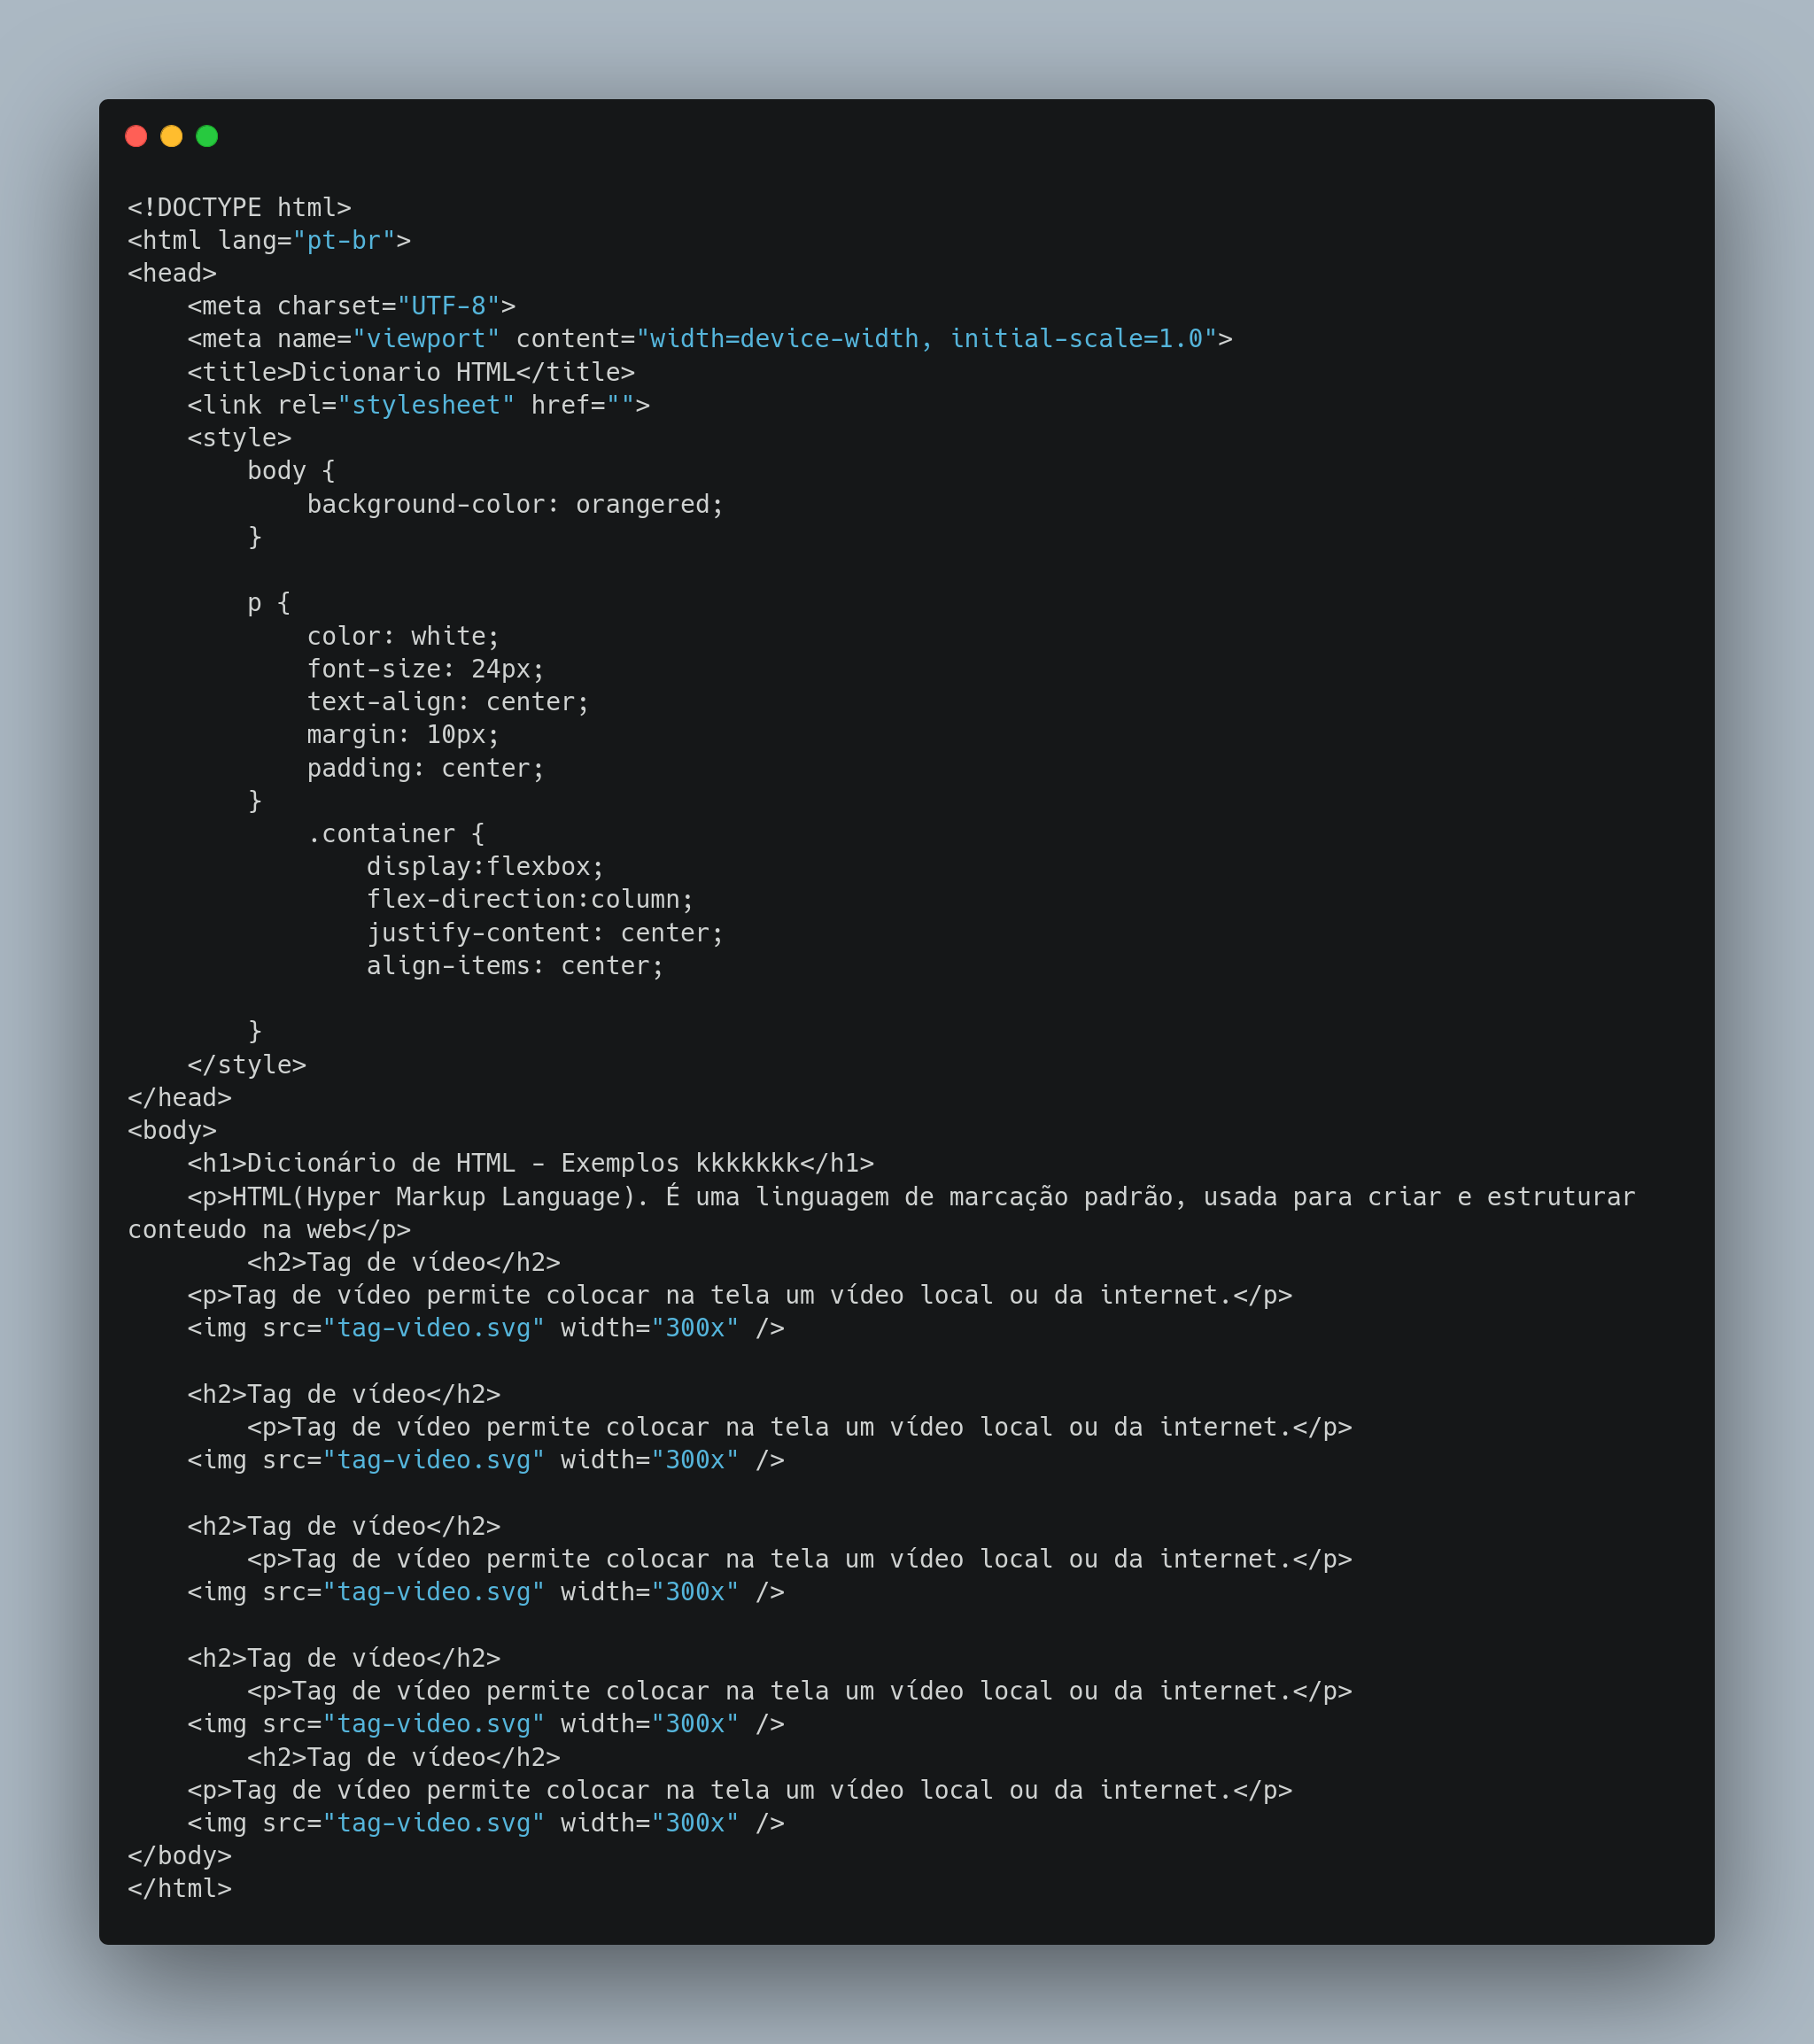 <!DOCTYPE html>
<html lang="pt-br">
<head>
    <meta charset="UTF-8">
    <meta name="viewport" content="width=device-width, initial-scale=1.0">
    <title>Dicionario HTML</title>
    <link rel="stylesheet" href="">
    <style>
        body {
            background-color: orangered;
        }

        p {
            color: white;
            font-size: 24px;
            text-align: center;
            margin: 10px;
            padding: center;
        }
            .container {
                display:flexbox;
                flex-direction:column;
                justify-content: center;
                align-items: center;

        }
    </style>
</head>
<body>
    <h1>Dicionário de HTML - Exemplos kkkkkkk</h1>
    <p>HTML(Hyper Markup Language). É uma linguagem de marcação padrão, usada para criar e estruturar
conteudo na web</p>
        <h2>Tag de vídeo</h2>
    <p>Tag de vídeo permite colocar na tela um vídeo local ou da internet.</p>
    <img src="tag-video.svg" width="300x" />

    <h2>Tag de vídeo</h2>
        <p>Tag de vídeo permite colocar na tela um vídeo local ou da internet.</p>
    <img src="tag-video.svg" width="300x" />

    <h2>Tag de vídeo</h2>
        <p>Tag de vídeo permite colocar na tela um vídeo local ou da internet.</p>
    <img src="tag-video.svg" width="300x" />

    <h2>Tag de vídeo</h2>
        <p>Tag de vídeo permite colocar na tela um vídeo local ou da internet.</p>
    <img src="tag-video.svg" width="300x" />
        <h2>Tag de vídeo</h2>
    <p>Tag de vídeo permite colocar na tela um vídeo local ou da internet.</p>
    <img src="tag-video.svg" width="300x" />
</body>
</html>